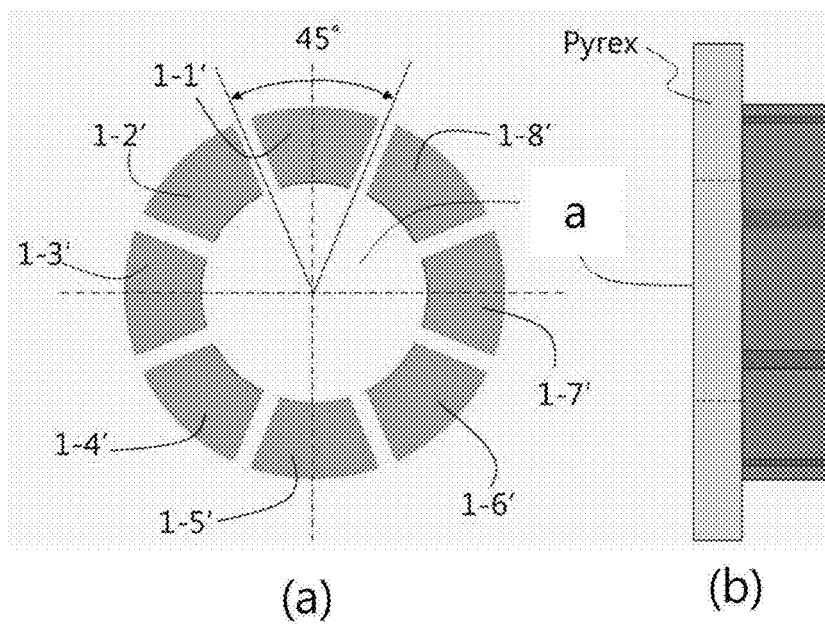 45°
1-1′
Pyrex
1-2′
1-8′
a
1-3′
1-7′
1-4′
1-6′
1-5′
(a)
(b)